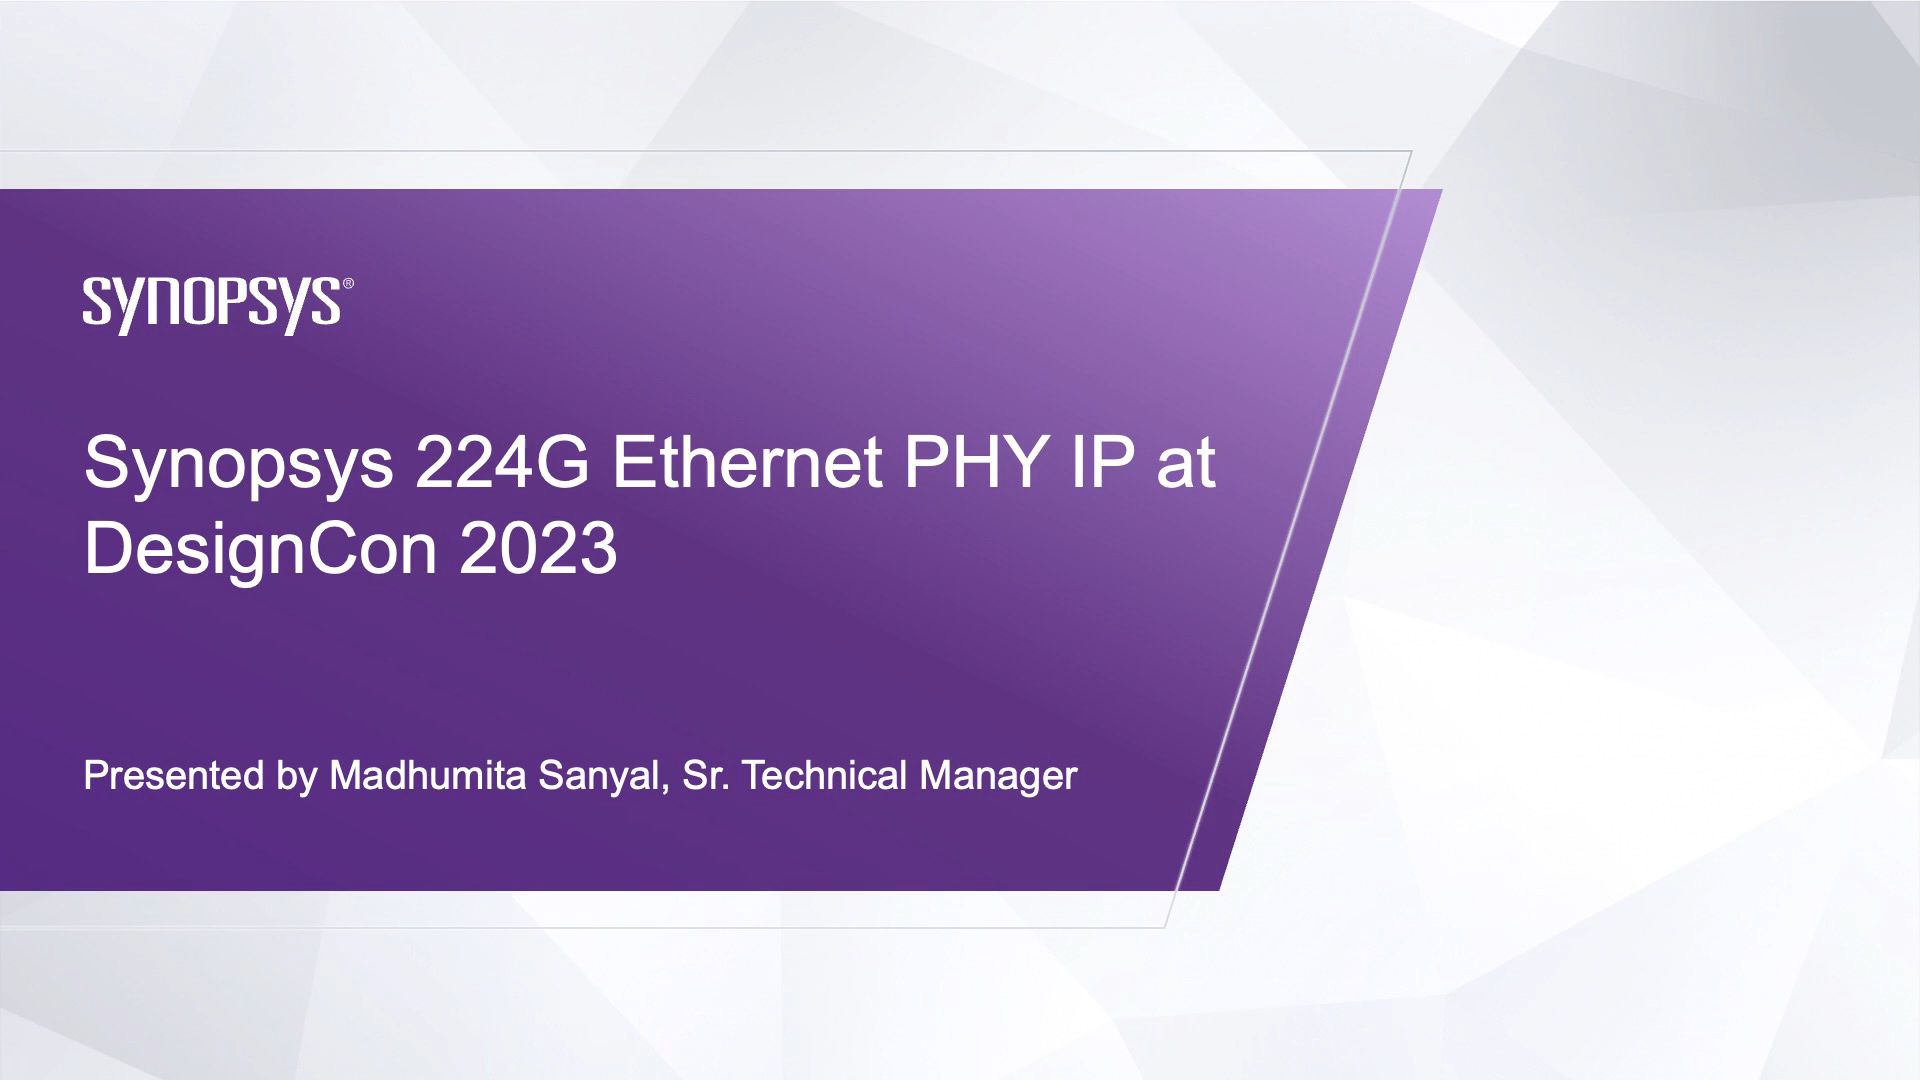 SYNOPSYS®
Synopsys 224G Ethernet PHY IP at
DesignCon 2023
Presented by Madhumita Sanyal, Sr. Technical Manager